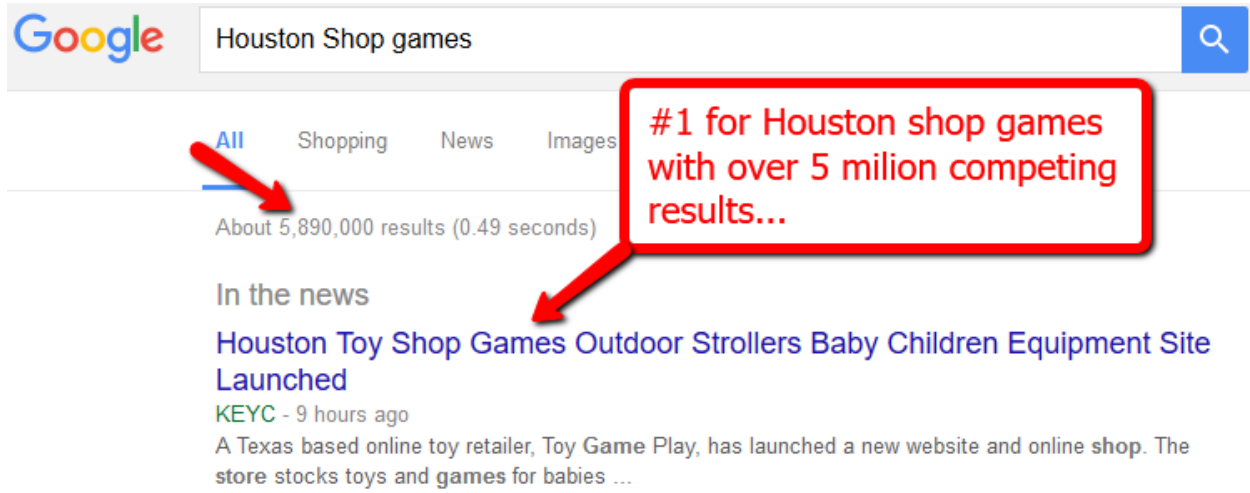 Google
Houston Shop games
All Shopping News Images
#1 for Houston shop games
with over 5 milion competing
results...
About 5,890,000 results (0.49 seconds)
In the news
Houston Toy Shop Games Outdoor Strollers Baby Children Equipment Site
Launched
KEYC - 9 hours ago
A Texas based online toy retailer, Toy Game Play, has launched a new website and online shop. The
store stocks toys and games for babies ...